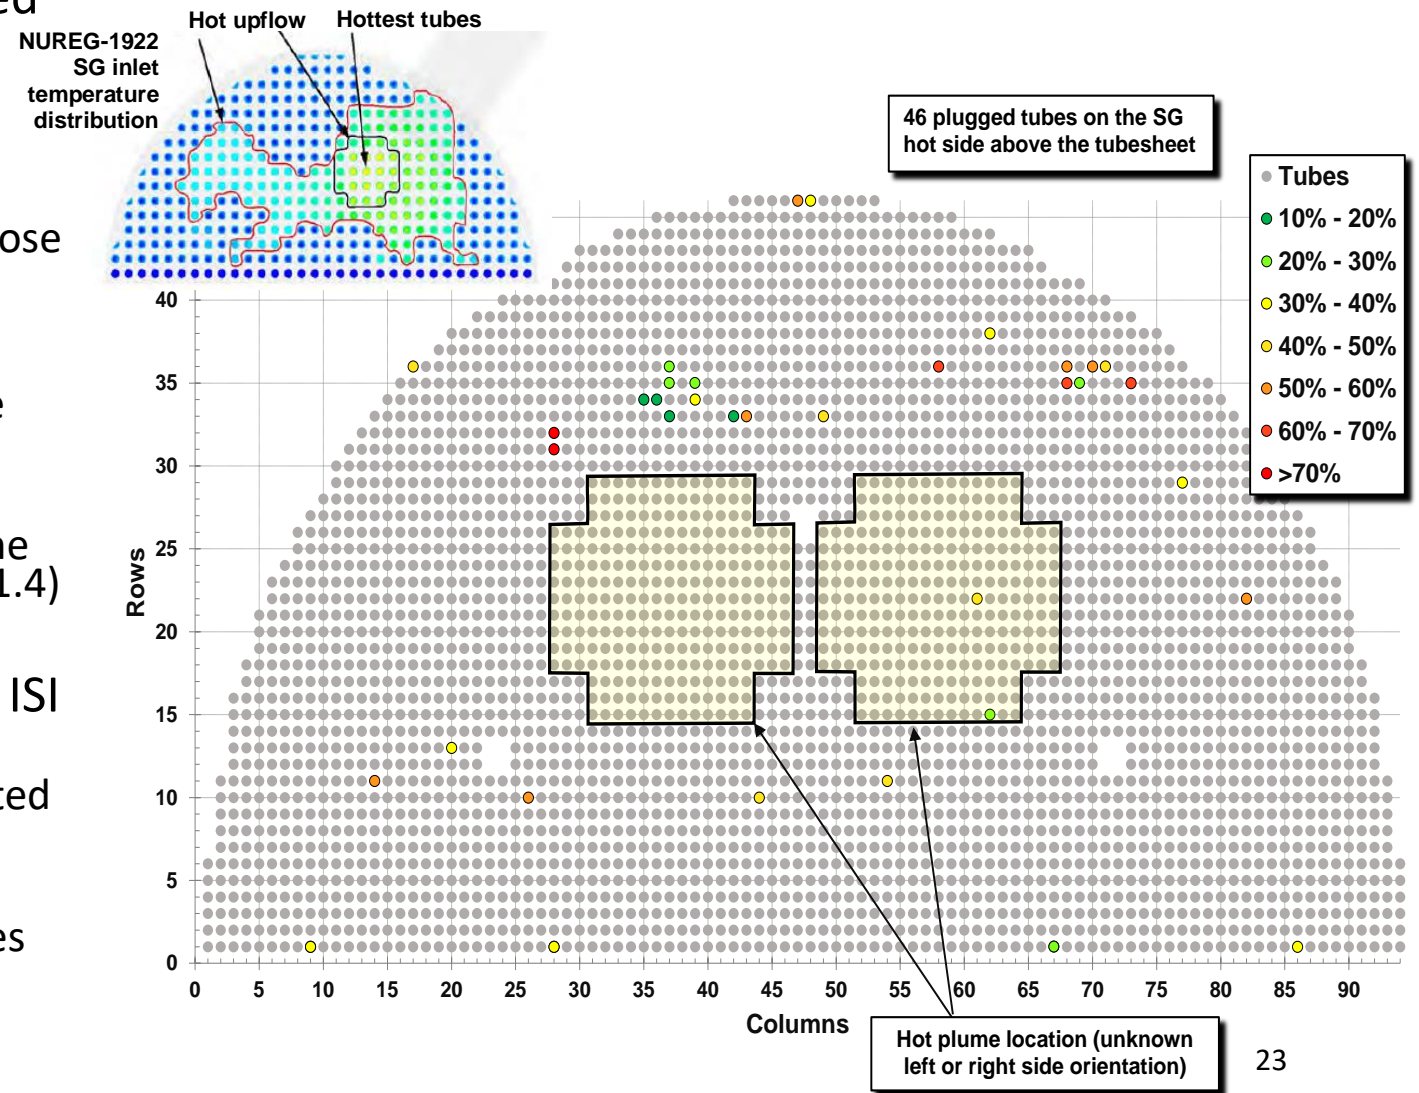 ed
Hot upflow
Hottest tubes
NUREG-1922
SG inlet
temperature
distribution
46 plugged tubes on the SG
hot side above the tubesheet
Tubes
10% - 20%
20% - 30%
30% - 40%
40% - 50%
50% - 60%
60% - 70%
>70%
ose
e
ne
1.4)
ISI
ted
es
40
35
30
25
20
15
10
5
0
Rows
0 5 10 15 20 25 30 35 40 45 50 55 60 65 70 75 80 85 90
Columns
Hot plume location (unknown
left or right side orientation)
23